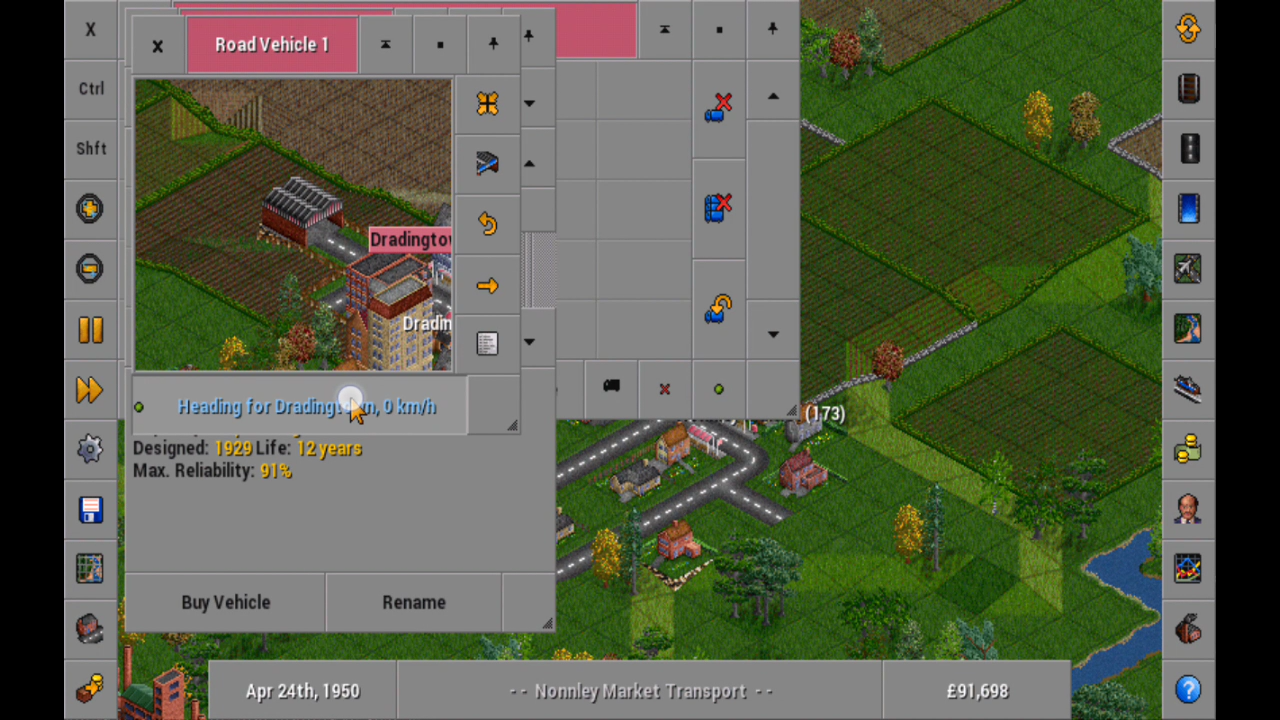 X
Ctrl
Shft
x
Road Vehicle 1
Dradingto
Dradin
Heading for Dradingt m, 0 km/h
(173)
Designed: 1929 Life: 12 years
Max. Reliability: 91%
Buy Vehicle
Rename
Apr 24th, 1950
-- Nonnley Market Transport --
£91,698
?